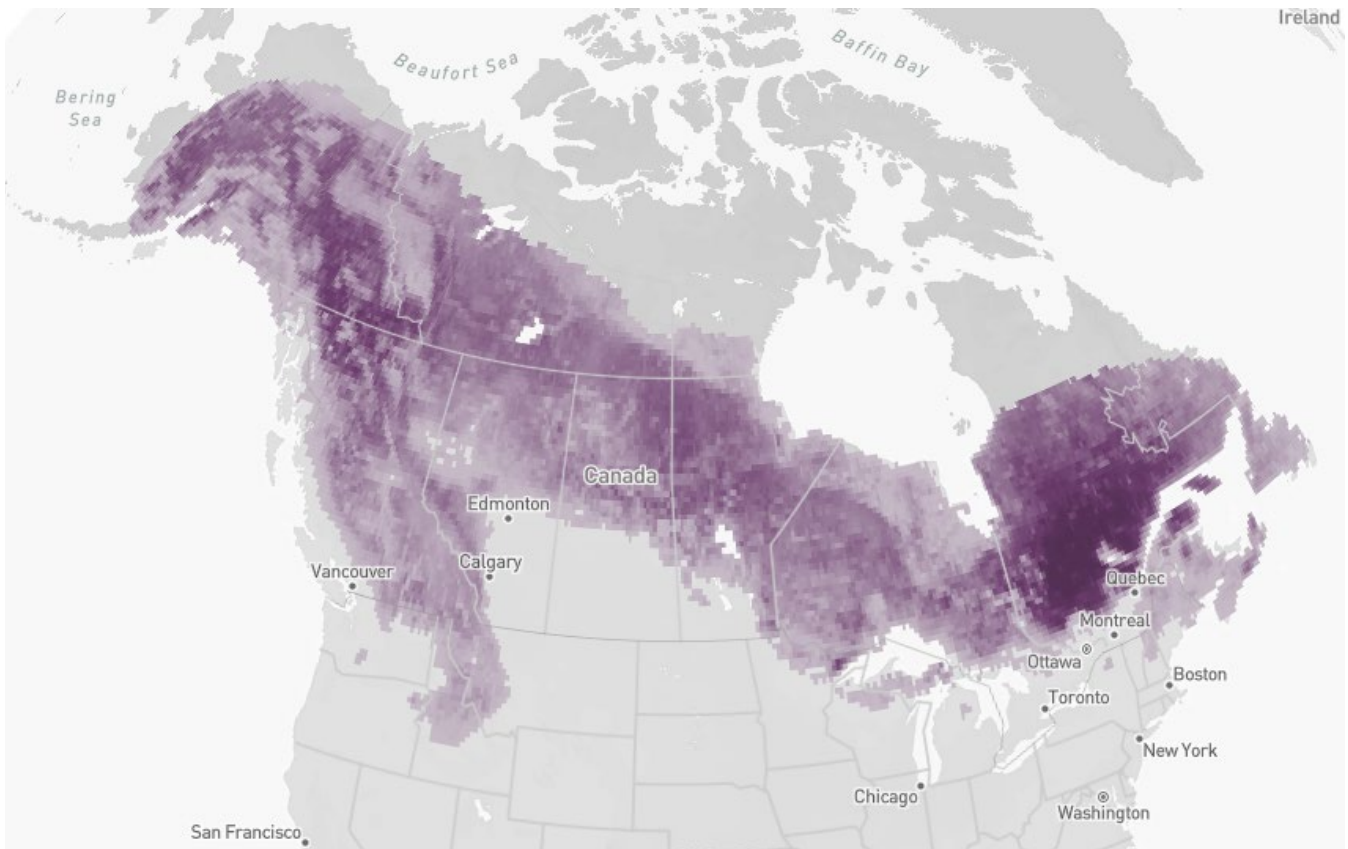 Ireland
Beaufort Sea
Baffin Bay
Bering
Sea
Canada
Edmonton
Calgary
Vancouver
Quebec
Montreal
Ottawa
Boston
Toronto
New York
Chicago
Washington
San Francisco